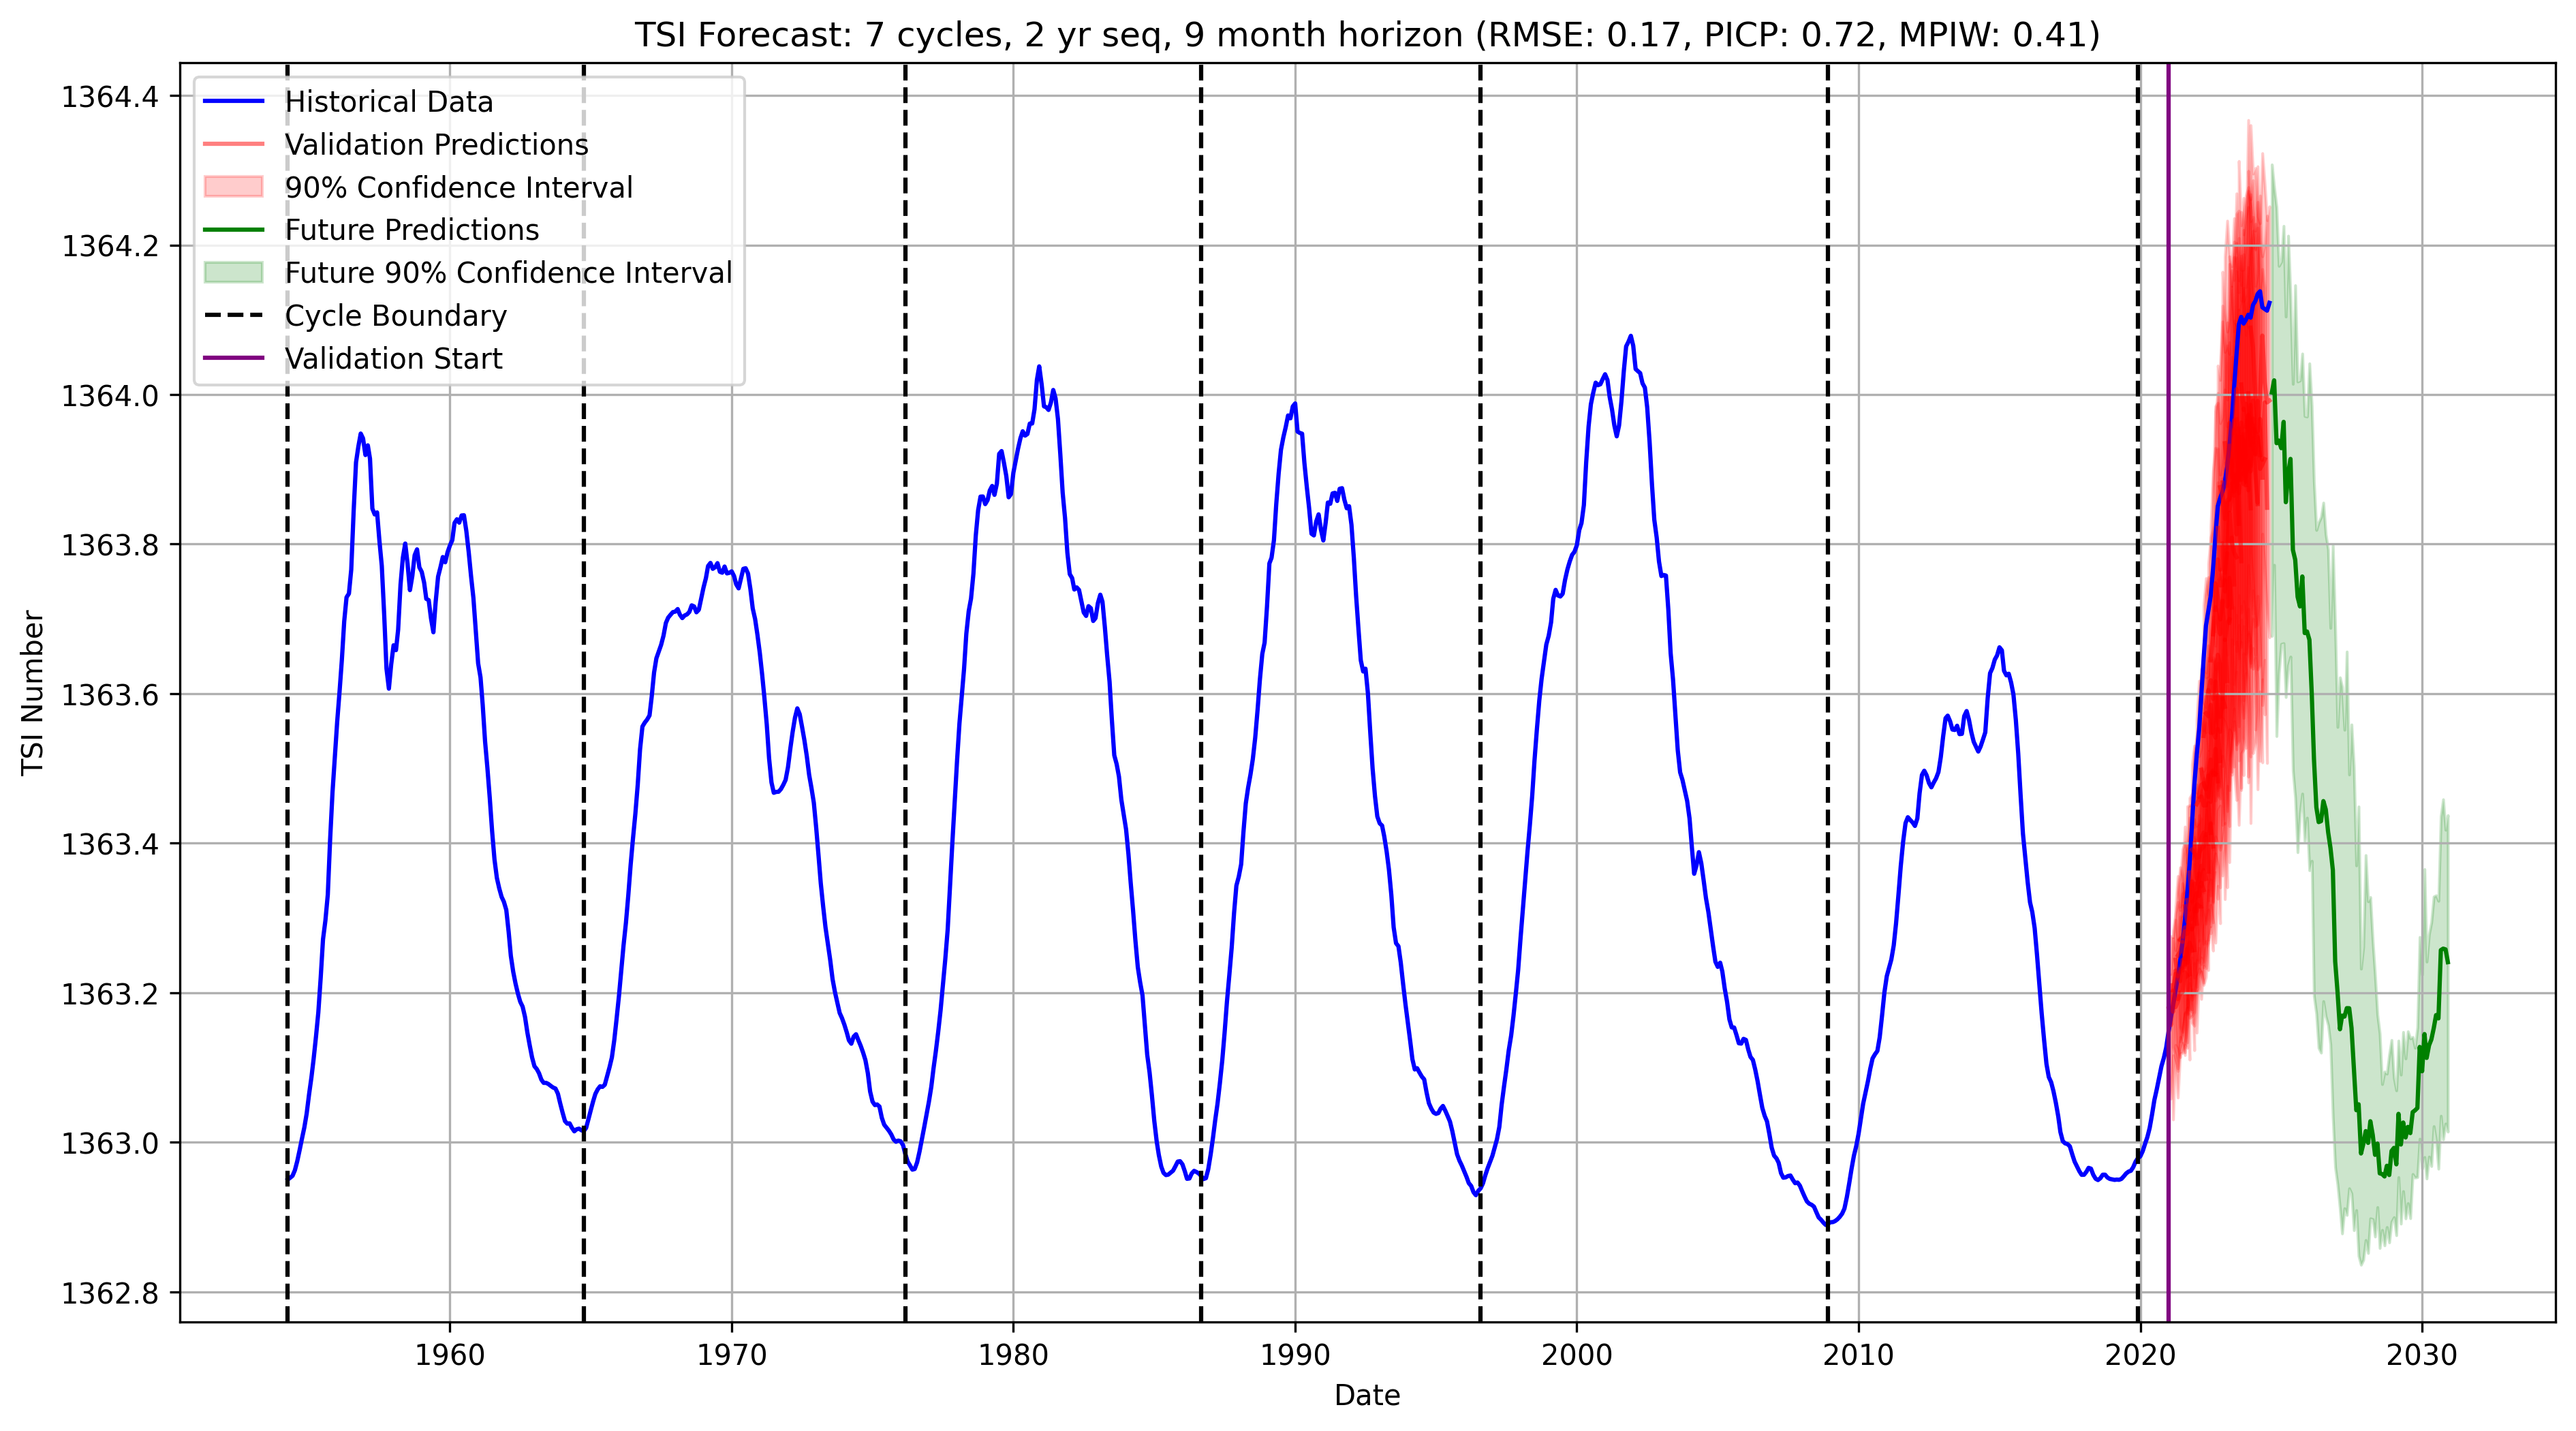 TSI Forecast: 7 cycles, 2 yr seq, 9 month horizon (RMSE: 0.17, PICP: 0.72, MPIW: 0.41)
Historical Data
Validation Predictions
90% Confidence Interval
Future Predictions
Future 90% Confidence Interval
Cycle Boundary
Validation Start
TSI Number
1364.4
1364.2
1364.0
1363.8
1363.6
1363.4
1363.2
1363.0
1362.8
1960 1970 1980 1990 2000 2010 2020 2030
Date